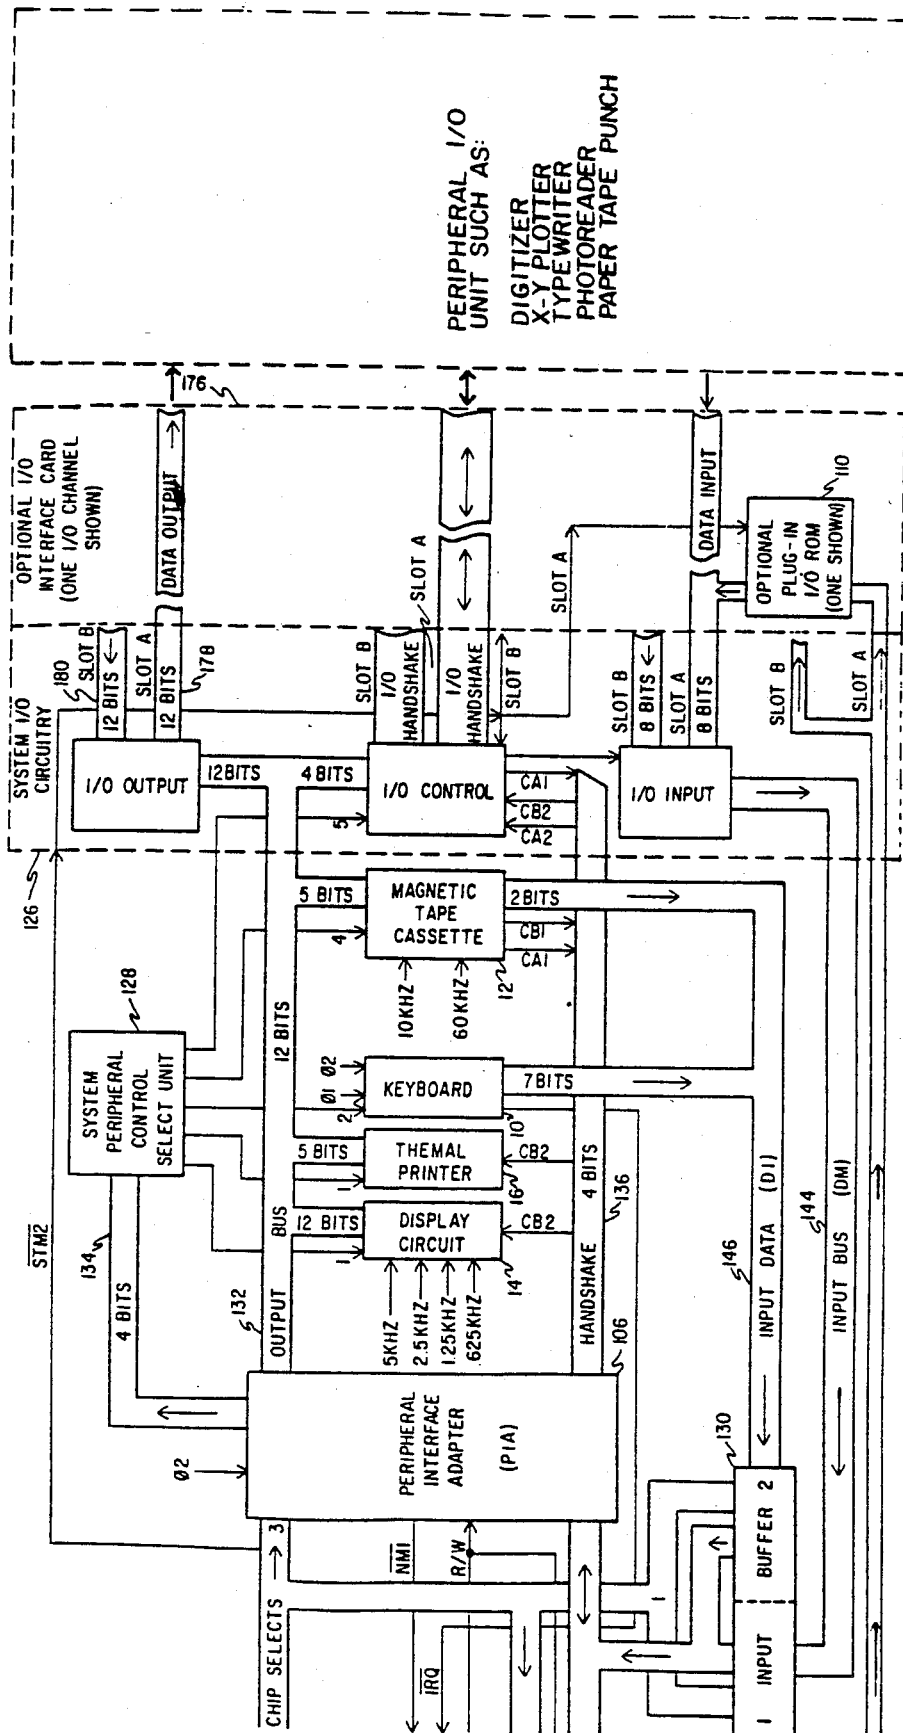 PERIPHERAL I/O
UNIT SUCH AS:
DIGITIZER
X-Y PLOTTER
TYPEWRITER
PHOTOREADER
PAPER TAPE PUNCH
176
OPTIONAL I/O
INTERFACE CARD
(ONE I/O CHANNEL
SHOWN)
DATA OUTPUT
SLOT A
SLOT A
DATA INPUT
OPTIONAL
PLUG-IN
I/O ROM
(ONE SHOWN)
110
SYSTEM I/O
CIRCUITRY
180
SLOT B
12 BITS
SLOT A
12 BITS
178
SLOT B
I/O
HANDSHAKE
I/O
HANDSHAKE
SLOT B
SLOT B
8 BITS
SLOT A
8 BITS
SLOT B
SLOT A
I/O OUTPUT
12 BITS
4 BITS
5
I/O CONTROL
CA1
CB2
CA2
I/O INPUT
126
5 BITS
4
MAGNETIC
TAPE
CASSETTE
2 BITS
CB1
CA1
12
10KHZ
60KHZ
128
SYSTEM
PERIPHERAL
CONTROL
SELECT UNIT
12 BITS
Ø1
Ø2
2
KEYBOARD
7 BITS
10
5 BITS
1
THEMAL
PRINTER
CB2
16
12 BITS
1
DISPLAY
CIRCUIT
CB2
14
5KHZ
2.5KHZ
1.25KHZ
.625KHZ
STM2
134
4 BITS
132
OUTPUT
BUS
HANDSHAKE
4 BITS
136
146
INPUT DATA (D1)
144
INPUT BUS (DM)
106
Ø2
PERIPHERAL
INTERFACE
ADAPTER
(PIA)
130
CHIP SELECTS
3
NMI
R/W
IRQ
1
1 INPUT BUFFER 2